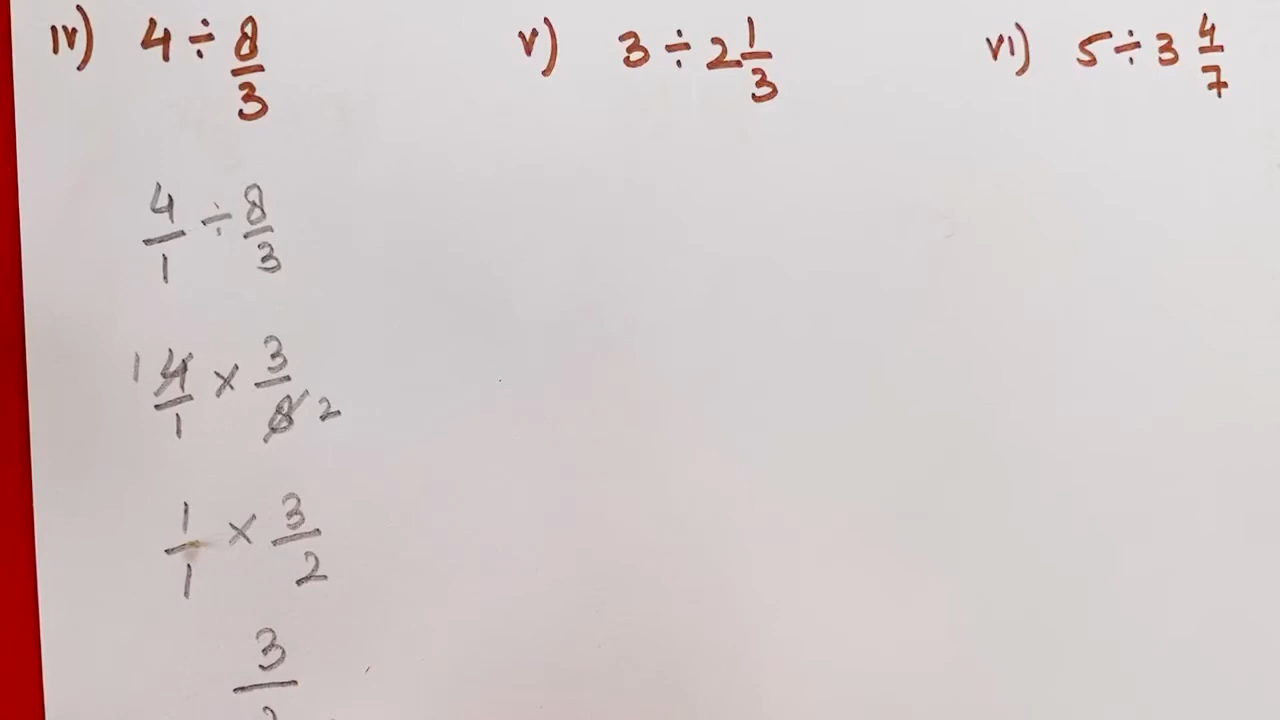 iv) 4 ÷ 8/3
v) 3 ÷ 2 1/3
vi) 5 ÷ 3 4/7
4/1 ÷ 8/3
1 4/1 × 3/8 2
1/1 × 3/2
3